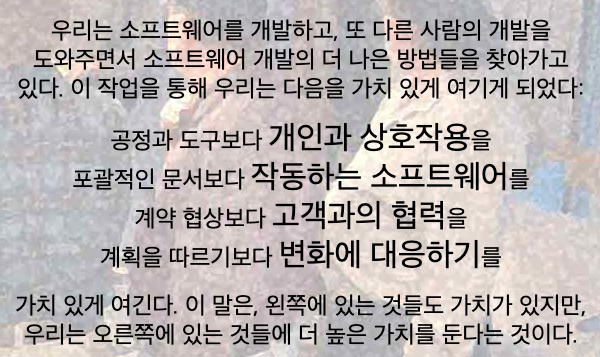 우리는 소프트웨어를 개발하고, 또 다른 사람의 개발을
도와주면서 소프트웨어 개발의 더 나은 방법들을 찾아가고
있다. 이 작업을 통해 우리는 다음을 가치 있게 여기게 되었다:
공정과 도구보다 개인과 상호작용을
포괄적인 문서보다 작동하는 소프트웨어를
계약 협상보다 고객과의 협력을
계획을 따르기보다 변화에 대응하기를
가치 있게 여긴다. 이 말은, 왼쪽에 있는 것들도 가치가 있지만,
우리는 오른쪽에 있는 것들에 더 높은 가치를 둔다는 것이다.